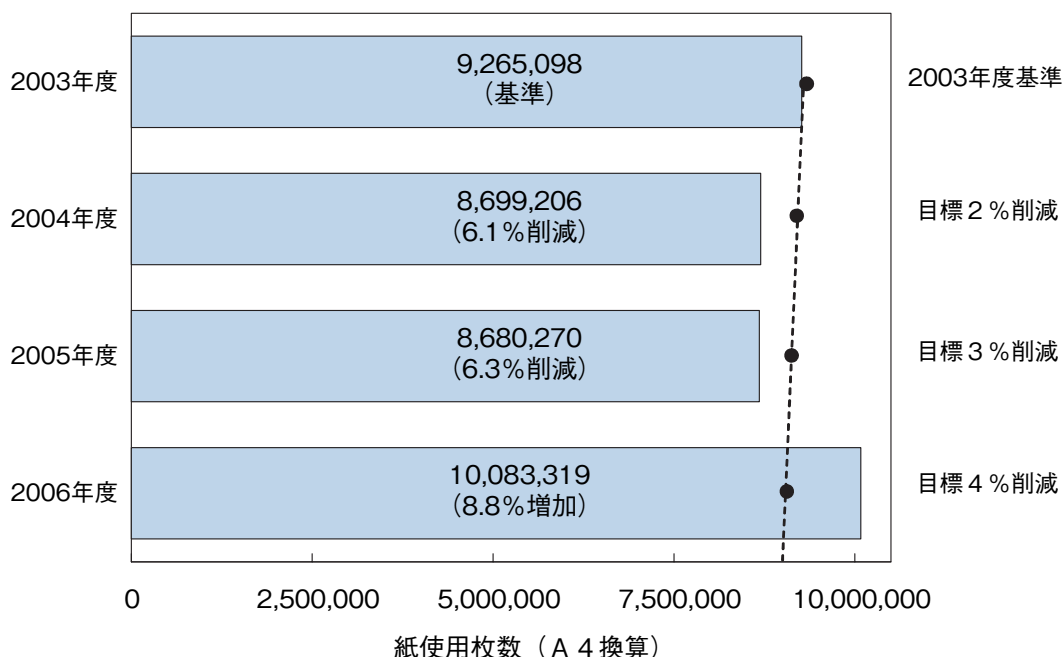 2003年度
9,265,098
(基準)
2003年度基準
2004年度
8,699,206
(6.1%削減)
目標2%削減
2005年度
8,680,270
(6.3%削減)
目標3%削減
2006年度
10,083,319
(8.8%増加)
目標4%削減
0 2,500,000 5,000,000 7,500,000 10,000,000
紙使用枚数(A4換算)